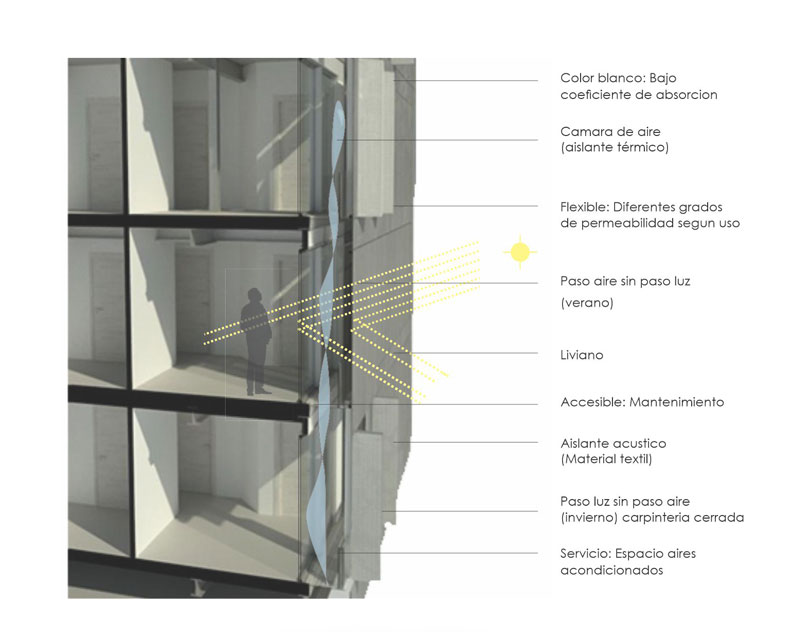 Color blanco: Bajo
coeficiente de absorcion
Camara de aire
(aislante térmico)
Flexible: Diferentes grados
de permeabilidad segun uso
Paso aire sin paso luz
(verano)
Liviano
Accesible: Mantenimiento
Aislante acustico
(Material textil)
Paso luz sin paso aire
(invierno) carpinteria cerrada
Servicio: Espacio aires
acondicionados